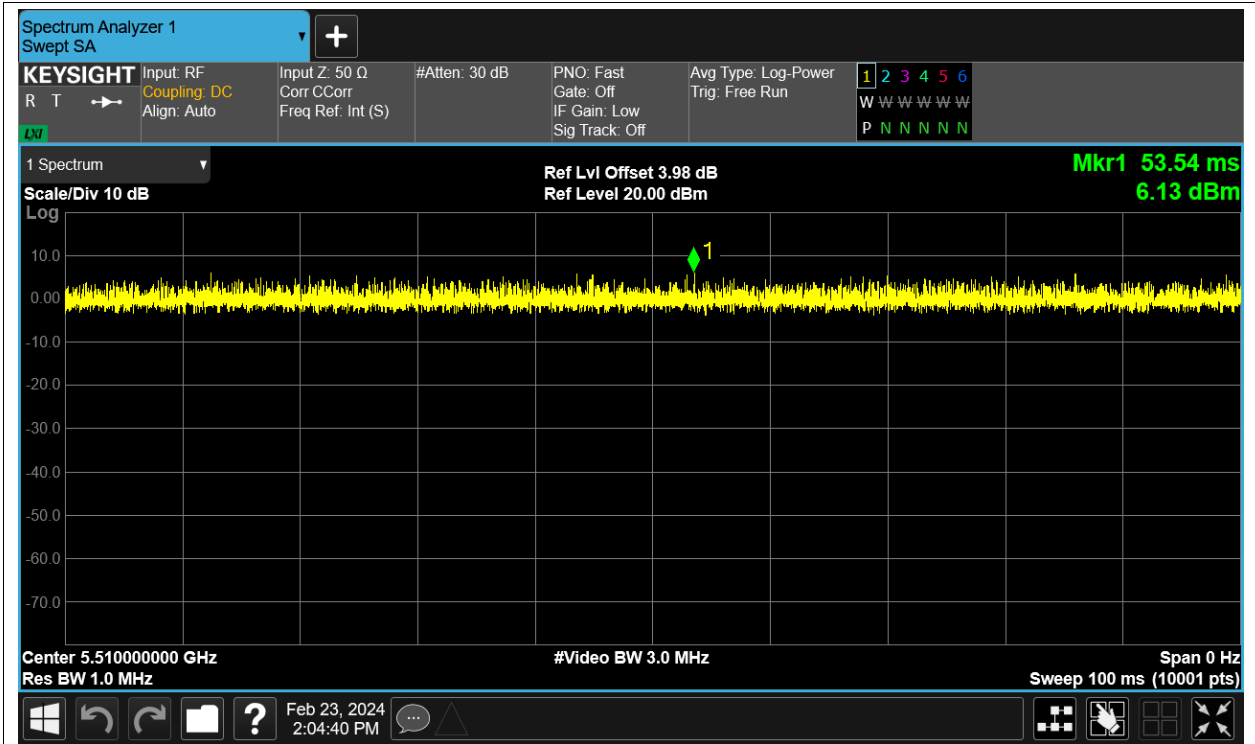 Spectrum Analyzer 1
Swept SA
KEYSIGHT
R T
LXI
Input: RF
Coupling: DC
Align: Auto
Input Z: 50 Ω
Corr CCorr
Freq Ref: Int (S)
#Atten: 30 dB
PNO: Fast
Gate: Off
IF Gain: Low
Sig Track: Off
Avg Type: Log-Power
Trig: Free Run
1 2 3 4 5 6
W W W W W W
P N N N N N
1 Spectrum
Scale/Div 10 dB
Log
Ref Lvl Offset 3.98 dB
Ref Level 20.00 dBm
Mkr1 53.54 ms
6.13 dBm
1
10.0
0.00
-10.0
-20.0
-30.0
-40.0
-50.0
-60.0
-70.0
Center 5.510000000 GHz
#Video BW 3.0 MHz
Span 0 Hz
Res BW 1.0 MHz
Sweep 100 ms (10001 pts)
?
Feb 23, 2024
2:04:40 PM